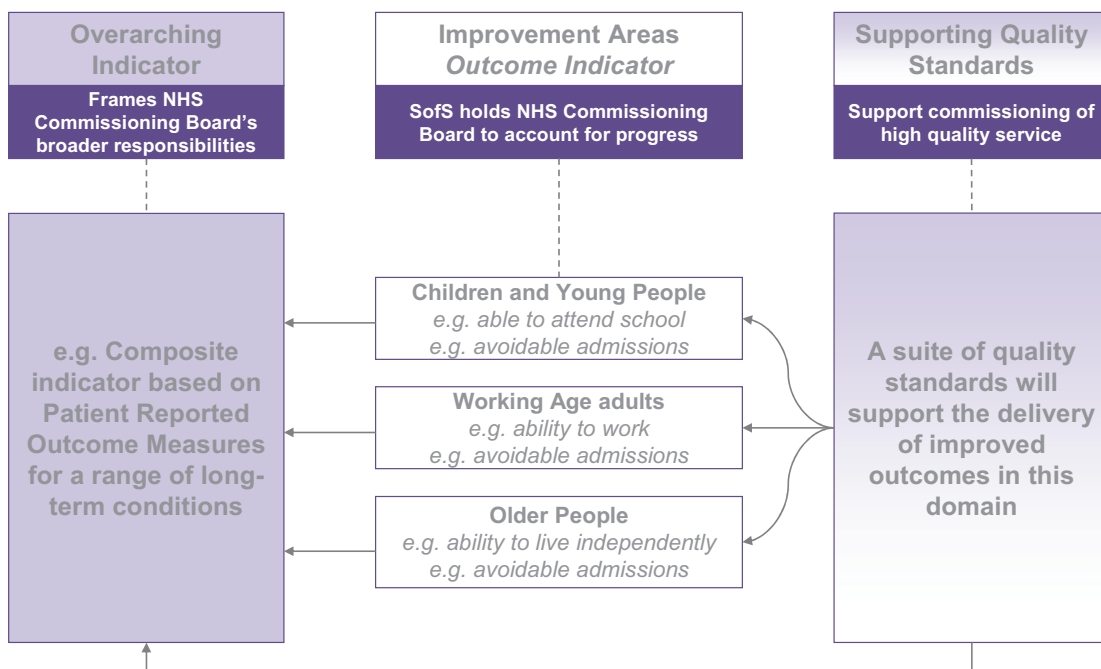 Overarching
Indicator
Frames NHS
Commissioning Board's
broader responsibilities
Improvement Areas
Outcome Indicator
SofS holds NHS Commissioning
Board to account for progress
Supporting Quality
Standards
Support commissioning of
high quality service
e.g. Composite
indicator based on
Patient Reported
Outcome Measures
for a range of long-
term conditions
Children and Young People
e.g. able to attend school
e.g. avoidable admissions
Working Age adults
e.g. ability to work
e.g. avoidable admissions
Older People
e.g. ability to live independently
e.g. avoidable admissions
A suite of quality
standards will
support the delivery
of improved
outcomes in this
domain